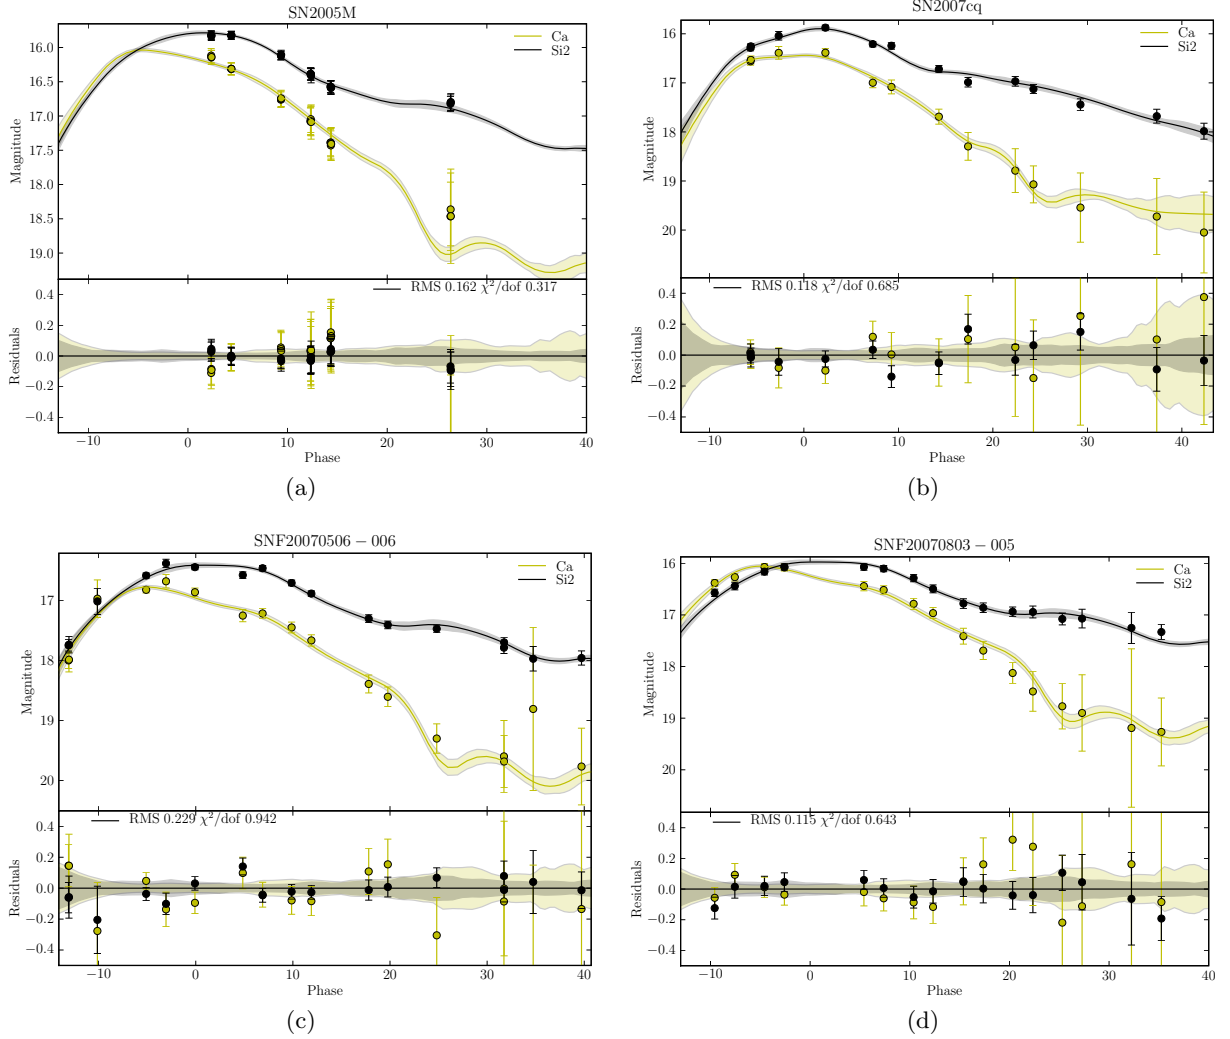 SN2005M
Ca
Si2
16.0
16.5
17.0
17.5
18.0
18.5
19.0
Magnitude
RMS 0.162 χ²/dof 0.317
0.4
0.2
0.0
−0.2
−0.4
Residuals
−10 0 10 20 30 40
Phase
(a)
SN2007cq
Ca
Si2
16
17
18
19
20
Magnitude
RMS 0.118 χ²/dof 0.685
0.4
0.2
0.0
−0.2
−0.4
Residuals
−10 0 10 20 30 40
Phase
(b)
SNF20070506 − 006
Ca
Si2
17
18
19
20
Magnitude
RMS 0.229 χ²/dof 0.942
0.4
0.2
0.0
−0.2
−0.4
Residuals
−10 0 10 20 30 40
Phase
(c)
SNF20070803 − 005
Ca
Si2
16
17
18
19
20
Magnitude
RMS 0.115 χ²/dof 0.643
0.4
0.2
0.0
−0.2
−0.4
Residuals
−10 0 10 20 30 40
Phase
(d)